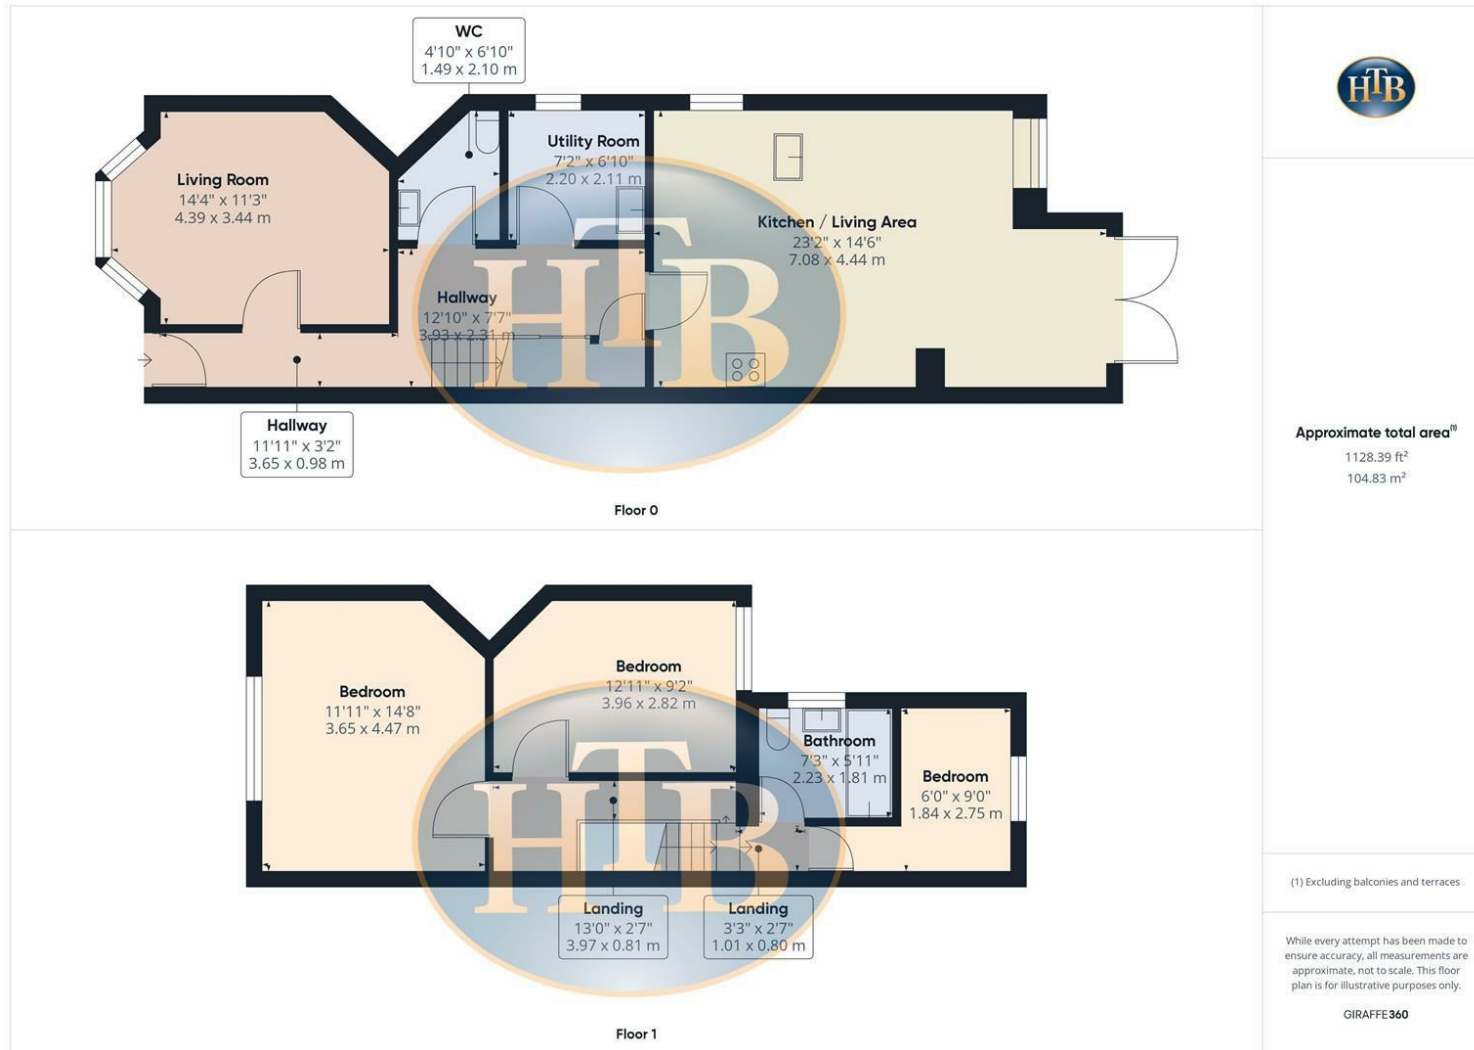 WC
4'10" x 6'10"
1.49 x 2.10 m
Living Room
14'4" x 11'3"
4.39 x 3.44 m
Utility Room
7'2" x 6'10"
2.20 x 2.11 m
Kitchen / Living Area
23'2" x 14'6"
7.08 x 4.44 m
Hallway
12'10" x 7'7"
3.93 x 2.31 m
Hallway
11'11" x 3'2"
3.65 x 0.98 m
HTB
Floor 0
Bedroom
11'11" x 14'8"
3.65 x 4.47 m
Bedroom
12'11" x 9'2"
3.96 x 2.82 m
Bathroom
7'3" x 5'11"
2.23 x 1.81 m
Bedroom
6'0" x 9'0"
1.84 x 2.75 m
HTB
Landing
13'0" x 2'7"
3.97 x 0.81 m
Landing
3'3" x 2'7"
1.01 x 0.80 m
Floor 1
HTB
Approximate total area(1)
1128.39 ft²
104.83 m²
(1) Excluding balconies and terraces
While every attempt has been made to
ensure accuracy, all measurements are
approximate, not to scale. This floor
plan is for illustrative purposes only.
GIRAFFE360